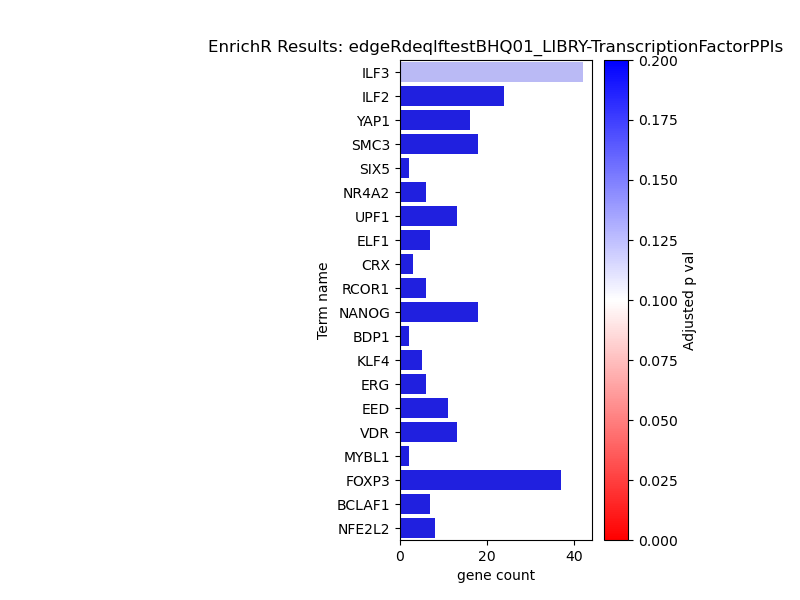 EnrichR Results: edgeRdeqlftestBHQ01_LIBRY-TranscriptionFactorPPIs
ILF3
ILF2
YAP1
SMC3
SIX5
NR4A2
UPF1
ELF1
CRX
RCOR1
NANOG
BDP1
KLF4
ERG
EED
VDR
MYBL1
FOXP3
BCLAF1
NFE2L2
Term name
0 20 40
gene count
0.200
0.175
0.150
0.125
0.100
0.075
0.050
0.025
0.000
Adjusted p val